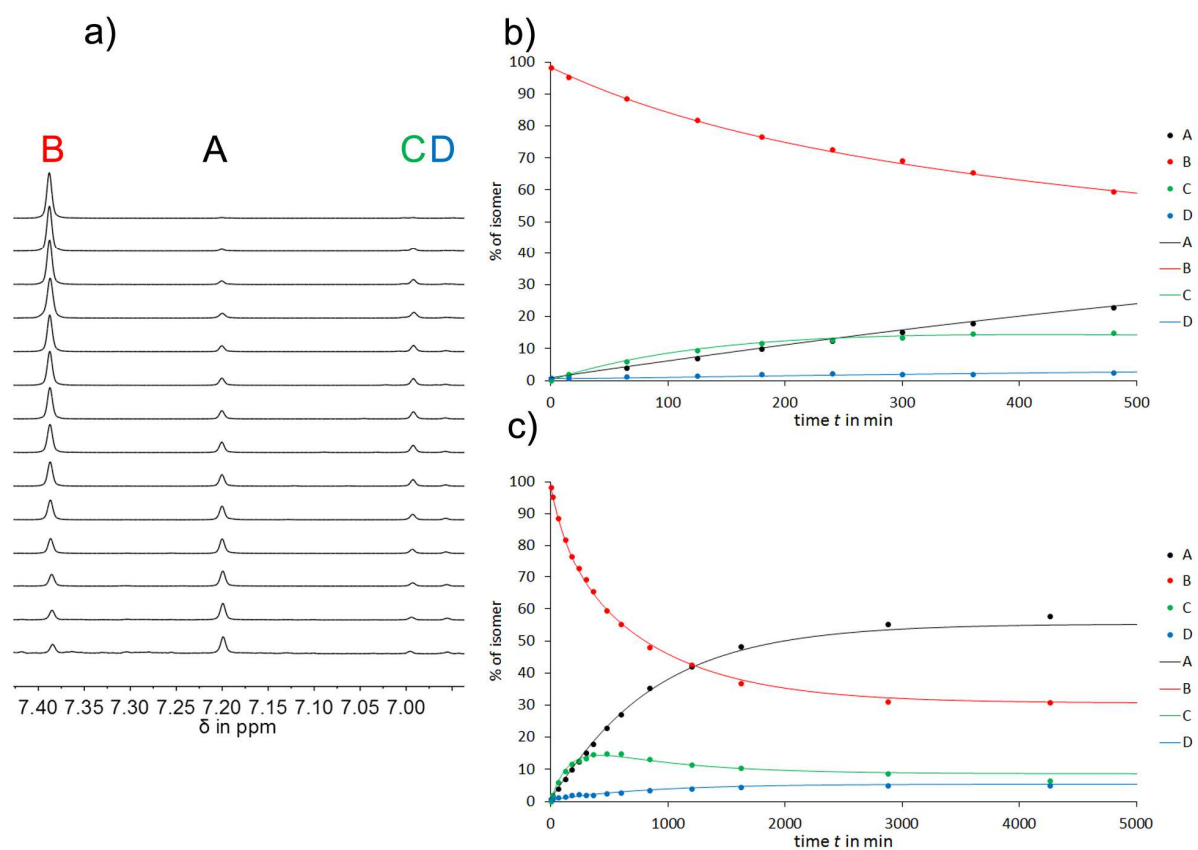 a)
B A C D
7.40 7.35 7.30 7.25 7.20 7.15 7.10 7.05 7.00
δ in ppm
b)
100
90
80
70
60
50
40
30
20
10
0
% of isomer
0 100 200 300 400 500
time t in min
A
B
C
D
A
B
C
D
c)
100
90
80
70
60
50
40
30
20
10
0
% of isomer
0 1000 2000 3000 4000 5000
time t in min
A
B
C
D
A
B
C
D